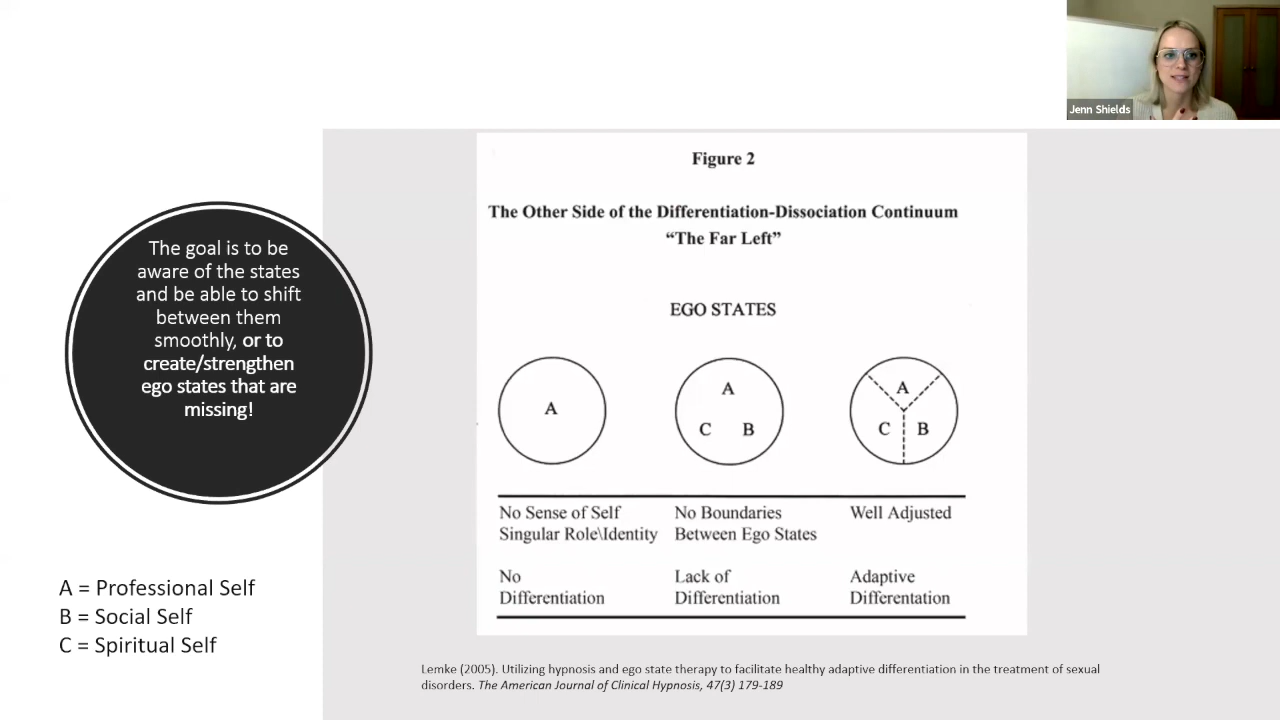 Jenn Shields
The goal is to be
aware of the states
and be able to shift
between them
smoothly, or to
create/strengthen
ego states that are
missing!
A = Professional Self
B = Social Self
C = Spiritual Self
Figure 2
The Other Side of the Differentiation-Dissociation Continuum
“The Far Left”
EGO STATES
A
A
C B
A
C B
No Sense of Self
Singular Role\Identity
No Boundaries
Between Ego States
Well Adjusted
No
Differentiation
Lack of
Differentiation
Adaptive
Differentation
Lemke (2005). Utilizing hypnosis and ego state therapy to facilitate healthy adaptive differentiation in the treatment of sexual
disorders. The American Journal of Clinical Hypnosis, 47(3) 179-189